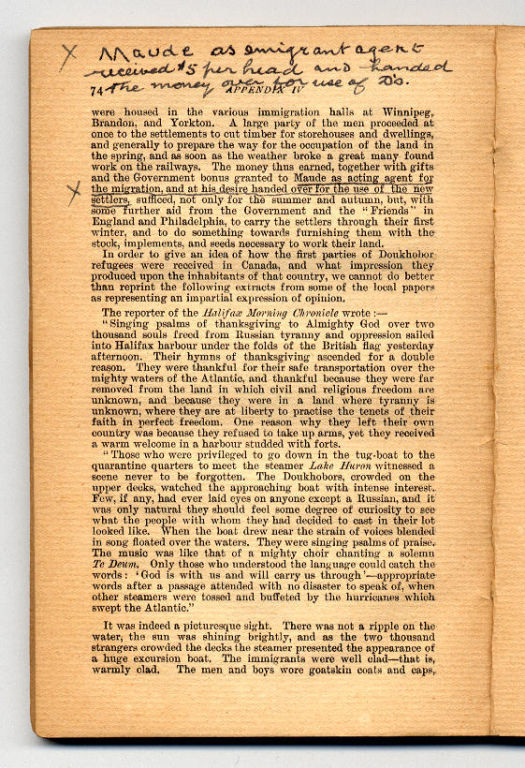 X Maude as emigrant agent
received $5 per head and handed
the money over for use of D's.
74 APPENDIX IV
were housed in the various immigration halls at Winnipeg,
Brandon, and Yorkton. A large party of the men proceeded at
once to the settlements to cut timber for storehouses and dwellings,
and generally to prepare the way for the occupation of the land in
the spring, and as soon as the weather broke a great many found
work on the railways. The money thus earned, together with gifts
and the Government bonus granted to Maude as acting agent for
X the migration, and at his desire handed over for the use of the new
settlers, sufficed, not only for the summer and autumn, but, with
some further aid from the Government and the "Friends" in
England and Philadelphia, to carry the settlers through their first
winter, and to do something towards furnishing them with the
stock, implements, and seeds necessary to work their land.
In order to give an idea of how the first parties of Doukhobor
refugees were received in Canada, and what impression they
produced upon the inhabitants of that country, we cannot do better
than reprint the following extracts from some of the local papers
as representing an impartial expression of opinion.
The reporter of the Halifax Morning Chronicle wrote :—
"Singing psalms of thanksgiving to Almighty God over two
thousand souls freed from Russian tyranny and oppression sailed
into Halifax harbour under the folds of the British flag yesterday
afternoon. Their hymns of thanksgiving ascended for a double
reason. They were thankful for their safe transportation over the
mighty waters of the Atlantic, and thankful because they were far
removed from the land in which civil and religious freedom are
unknown, and because they were in a land where tyranny is
unknown, where they are at liberty to practise the tenets of their
faith in perfect freedom. One reason why they left their own
country was because they refused to take up arms, yet they received
a warm welcome in a harbour studded with forts.
"Those who were privileged to go down in the tug-boat to the
quarantine quarters to meet the steamer Lake Huron witnessed a
scene never to be forgotten. The Doukhobors, crowded on the
upper decks, watched the approaching boat with intense interest.
Few, if any, had ever laid eyes on anyone except a Russian, and it
was only natural they should feel some degree of curiosity to see
what the people with whom they had decided to cast in their lot
looked like. When the boat drew near the strain of voices blended
in song floated over the waters. They were singing psalms of praise.
The music was like that of a mighty choir chanting a solemn
Te Deum. Only those who understood the language could catch the
words: 'God is with us and will carry us through'—appropriate
words after a passage attended with no disaster to speak of, when
other steamers were tossed and buffeted by the hurricanes which
swept the Atlantic."
It was indeed a picturesque sight. There was not a ripple on the
water, the sun was shining brightly, and as the two thousand
strangers crowded the decks the steamer presented the appearance of
a huge excursion boat. The immigrants were well clad—that is,
warmly clad. The men and boys wore goatskin coats and caps,